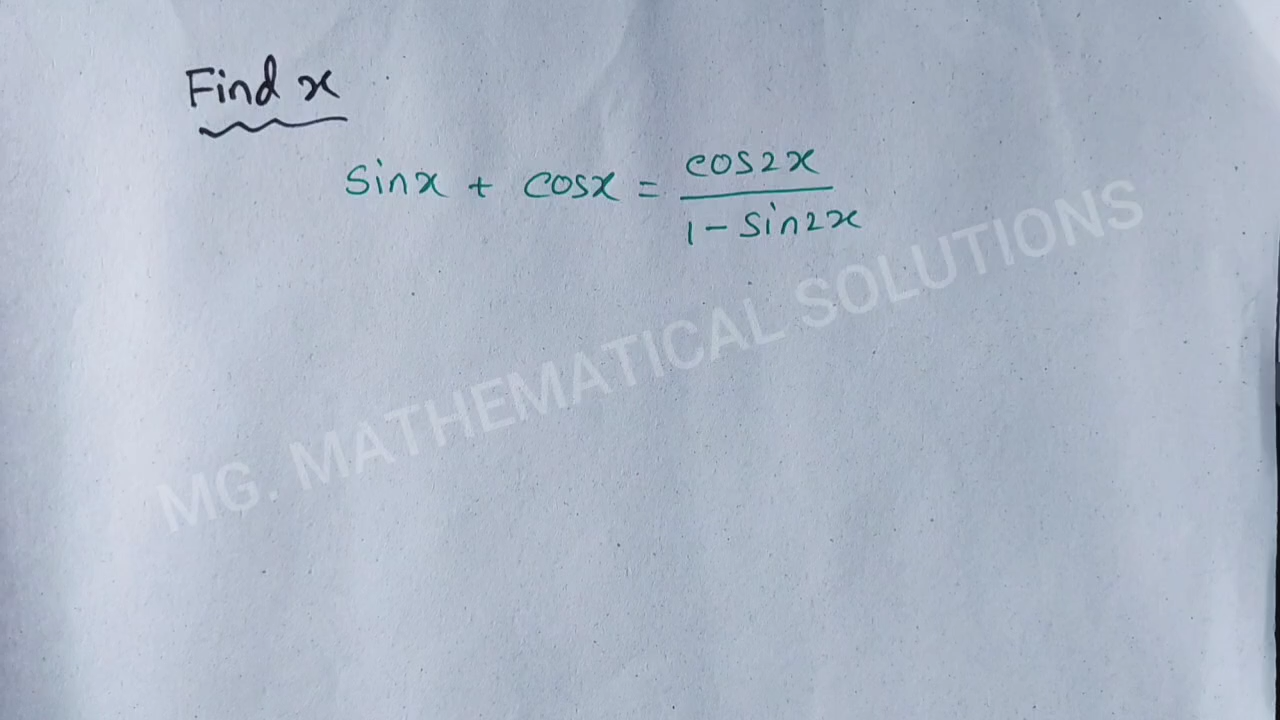 Find x
sinx + cosx = cos2x / 1 - sin2x
MG. MATHEMATICAL SOLUTIONS